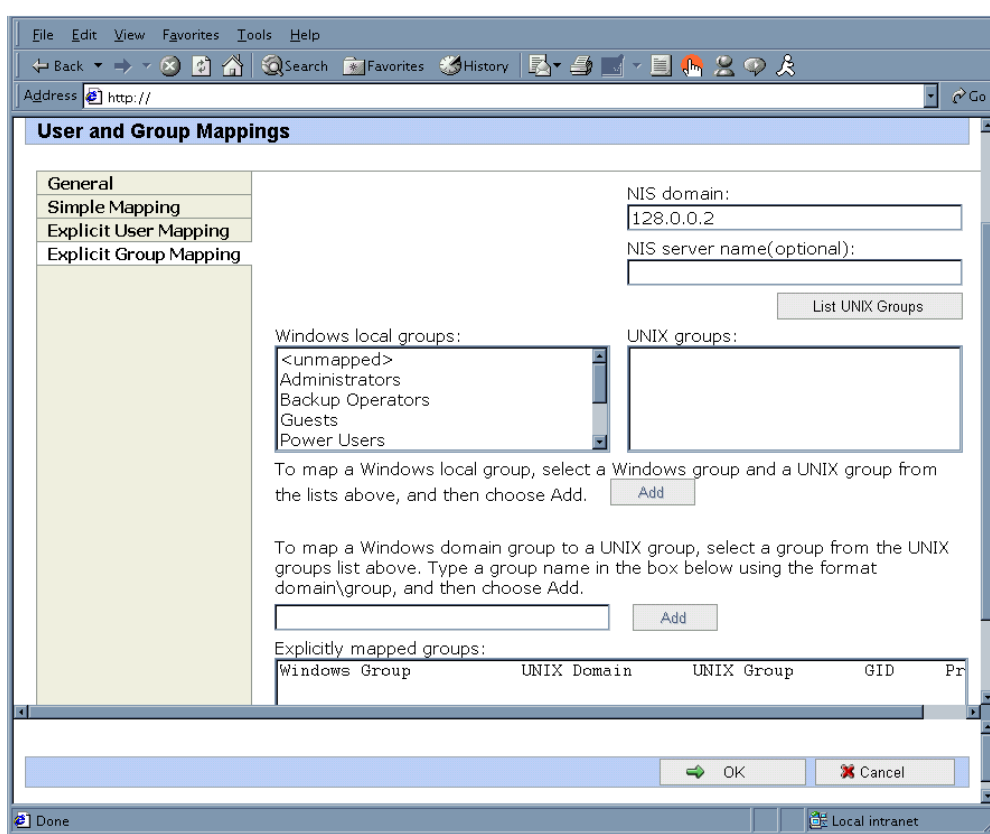 File Edit View Favorites Tools Help
Back Search Favorites History
Address http:// Go
User and Group Mappings
General
Simple Mapping
Explicit User Mapping
Explicit Group Mapping
NIS domain:
128.0.0.2
NIS server name(optional):
List UNIX Groups
Windows local groups:
<unmapped>
Administrators
Backup Operators
Guests
Power Users
UNIX groups:
To map a Windows local group, select a Windows group and a UNIX group from
the lists above, and then choose Add. Add
To map a Windows domain group to a UNIX group, select a group from the UNIX
groups list above. Type a group name in the box below using the format
domain\group, and then choose Add.
Add
Explicitly mapped groups:
Windows Group UNIX Domain UNIX Group GID Pr
OK Cancel
Done Local intranet